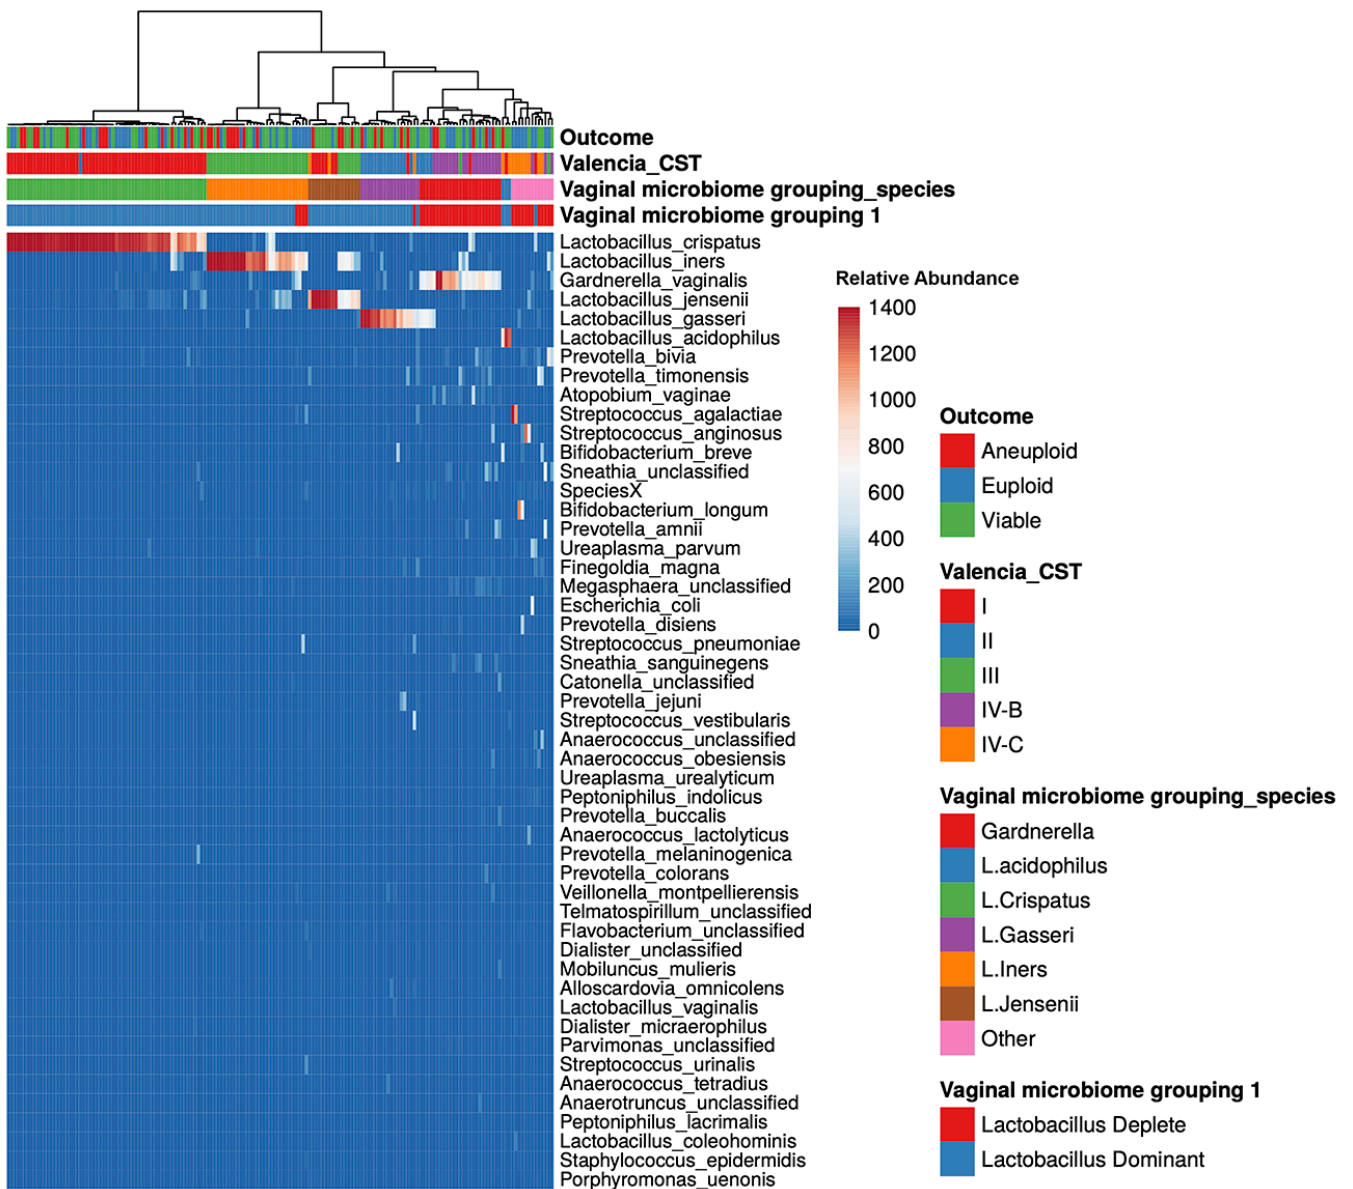 Outcome
Valencia_CST
Vaginal microbiome grouping_species
Vaginal microbiome grouping 1
Lactobacillus_crispatus
Lactobacillus_iners
Gardnerella_vaginalis
Lactobacillus_jensenii
Lactobacillus_gasseri
Lactobacillus_acidophilus
Prevotella_bivia
Prevotella_timonensis
Atopobium_vaginae
Streptococcus_agalactiae
Streptococcus_anginosus
Bifidobacterium_breve
Sneathia_unclassified
SpeciesX
Bifidobacterium_longum
Prevotella_amnii
Ureaplasma_parvum
Finegoldia_magna
Megasphaera_unclassified
Escherichia_coli
Prevotella_disiens
Streptococcus_pneumoniae
Sneathia_sanguinegens
Catonella_unclassified
Prevotella_jejuni
Streptococcus_vestibularis
Anaerococcus_unclassified
Anaerococcus_obesiensis
Ureaplasma_urealyticum
Peptoniphilus_indolicus
Prevotella_buccalis
Anaerococcus_lactolyticus
Prevotella_melaninogenica
Prevotella_colorans
Veillonella_montpellierensis
Telmatospirillum_unclassified
Flavobacterium_unclassified
Dialister_unclassified
Mobiluncus_mulieris
Alloscardovia_omnicolens
Lactobacillus_vaginalis
Dialister_micraerophilus
Parvimonas_unclassified
Streptococcus_urinalis
Anaerococcus_tetradius
Anaerotruncus_unclassified
Peptoniphilus_lacrimalis
Lactobacillus_coleohominis
Staphylococcus_epidermidis
Porphyromonas_uenonis
Relative Abundance
1400
1200
1000
800
600
400
200
0
Outcome
Aneuploid
Euploid
Viable
Valencia_CST
I
II
III
IV-B
IV-C
Vaginal microbiome grouping_species
Gardnerella
L.acidophilus
L.Crispatus
L.Gasseri
L.Iners
L.Jensenii
Other
Vaginal microbiome grouping 1
Lactobacillus Deplete
Lactobacillus Dominant